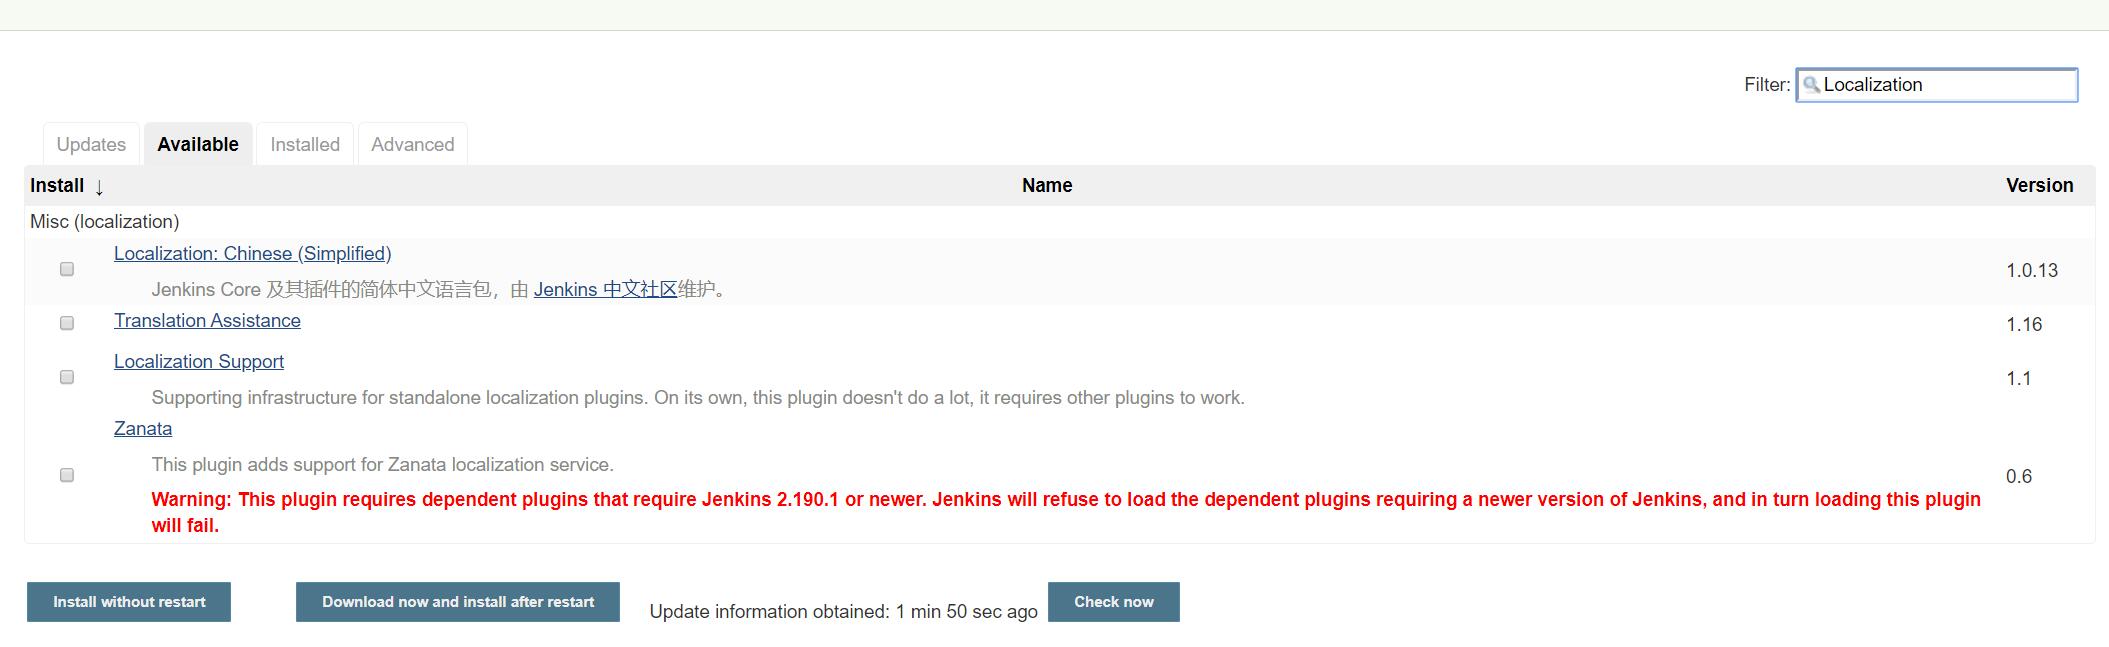 Filter: Localization
Updates Available Installed Advanced
Install ↓ Name Version
Misc (localization)
Localization: Chinese (Simplified)
Jenkins Core 及其插件的简体中文语言包，由 Jenkins 中文社区维护。
1.0.13
Translation Assistance 1.16
Localization Support
Supporting infrastructure for standalone localization plugins. On its own, this plugin doesn't do a lot, it requires other plugins to work.
1.1
Zanata
This plugin adds support for Zanata localization service.
0.6
Warning: This plugin requires dependent plugins that require Jenkins 2.190.1 or newer. Jenkins will refuse to load the dependent plugins requiring a newer version of Jenkins, and in turn loading this plugin
will fail.
Install without restart Download now and install after restart Update information obtained: 1 min 50 sec ago Check now